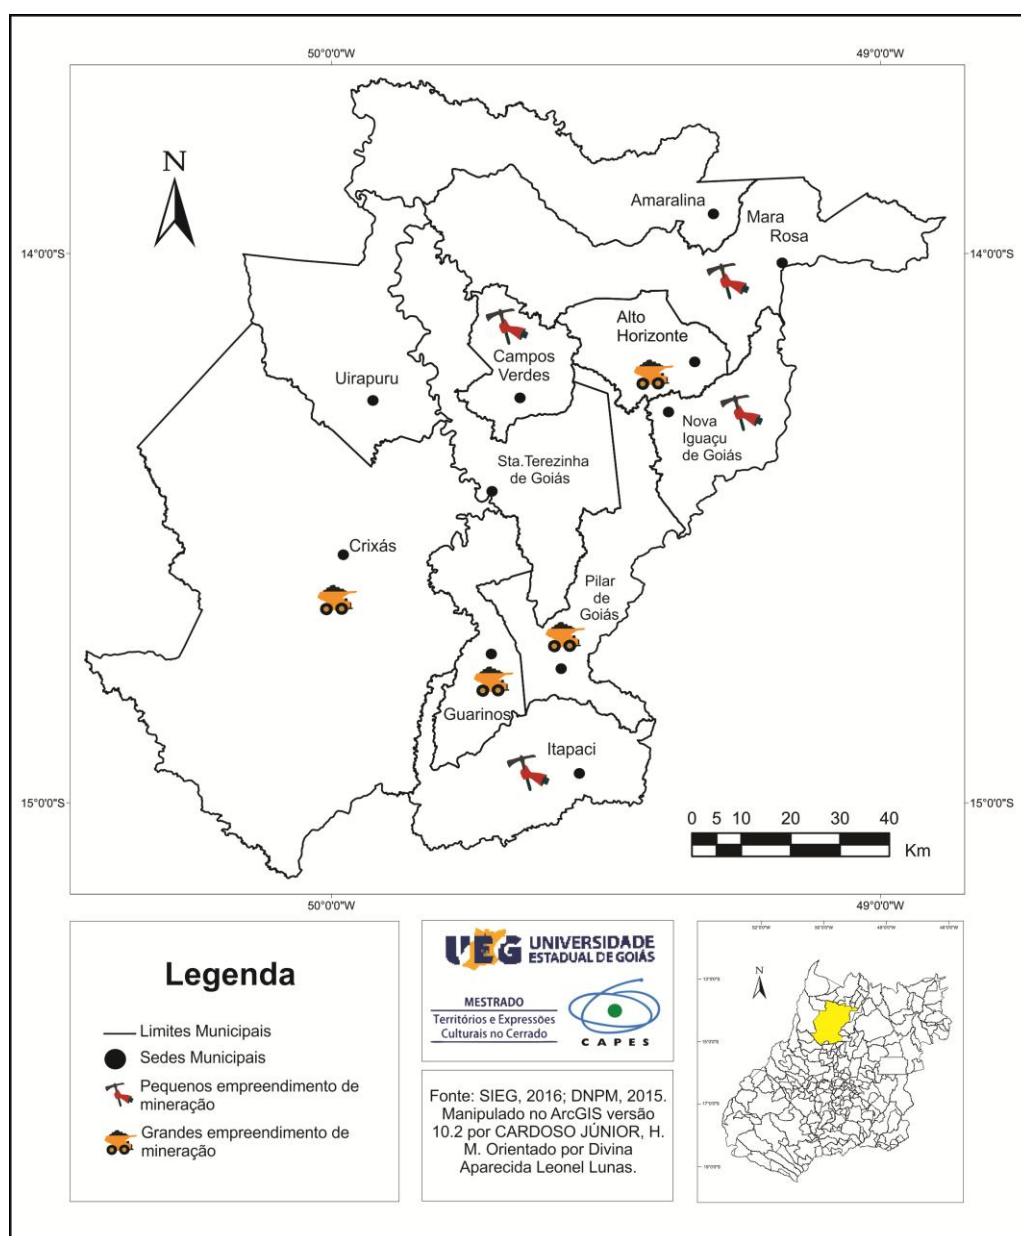 50°0'0"W
49°0'0"W
N
Amaralina
Mara
Rosa
14°0'0"S
14°0'0"S
Alto
Horizonte
Campos
Verdes
Uirapuru
Nova
Iguaçu
de Goiás
Sta.Terezinha
de Goiás
Crixás
Pilar
de
Goiás
Guarinos
Itapaci
15°0'0"S
15°0'0"S
0 5 10 20 30 40
Km
50°0'0"W
49°0'0"W
Legenda
Limites Municipais
Sedes Municipais
Pequenos empreendimento de
mineração
Grandes empreendimento de
mineração
UEG UNIVERSIDADE
ESTADUAL DE GOIÁS
MESTRADO
Territórios e Expressões
Culturais no Cerrado
CAPES
Fonte: SIEG, 2016; DNPM, 2015.
Manipulado no ArcGIS versão
10.2 por CARDOSO JÚNIOR, H.
M. Orientado por Divina
Aparecida Leonel Lunas.
N